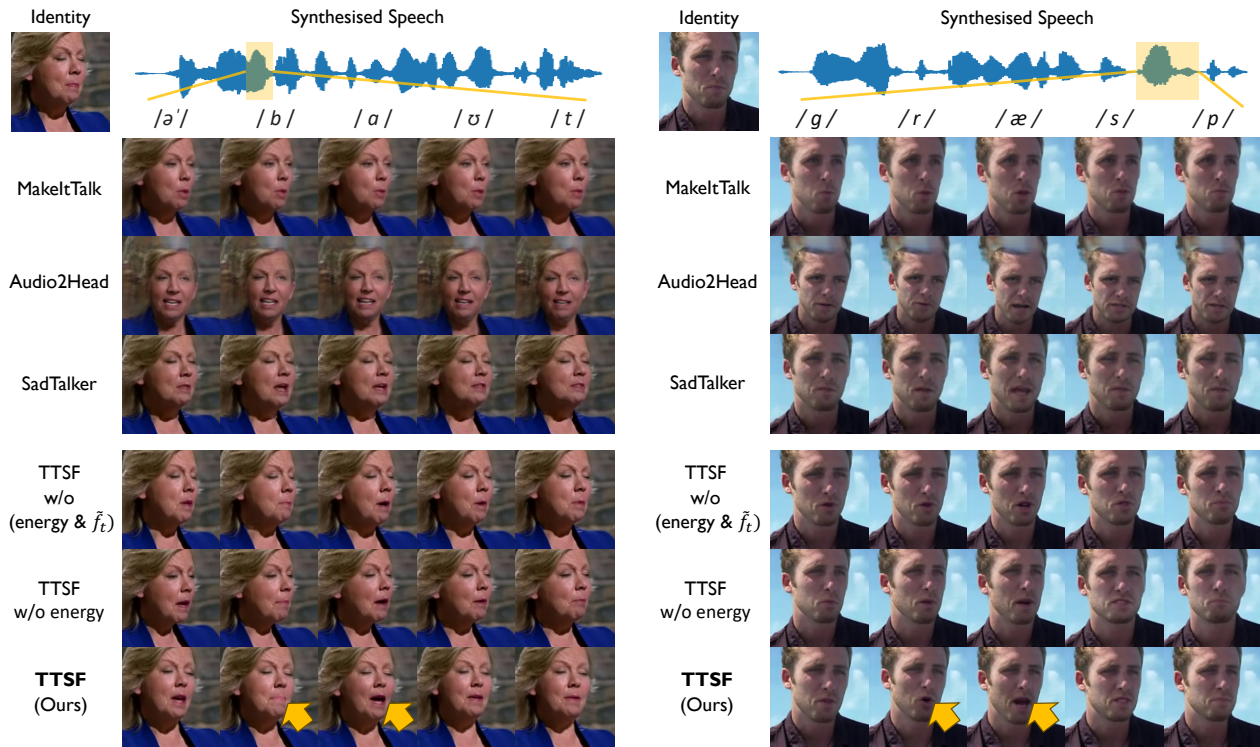 Identity
Synthesised Speech
/ə˞/
/ b /
/ ɑ /
/ ʊ /
/ t /
MakeItTalk
Audio2Head
SadTalker
TTSF
w/o
(energy & f̃ₜ)
TTSF
w/o energy
TTSF
(Ours)
Identity
Synthesised Speech
/ g /
/ r /
/ æ /
/ s /
/ p /
MakeItTalk
Audio2Head
SadTalker
TTSF
w/o
(energy & f̃ₜ)
TTSF
w/o energy
TTSF
(Ours)